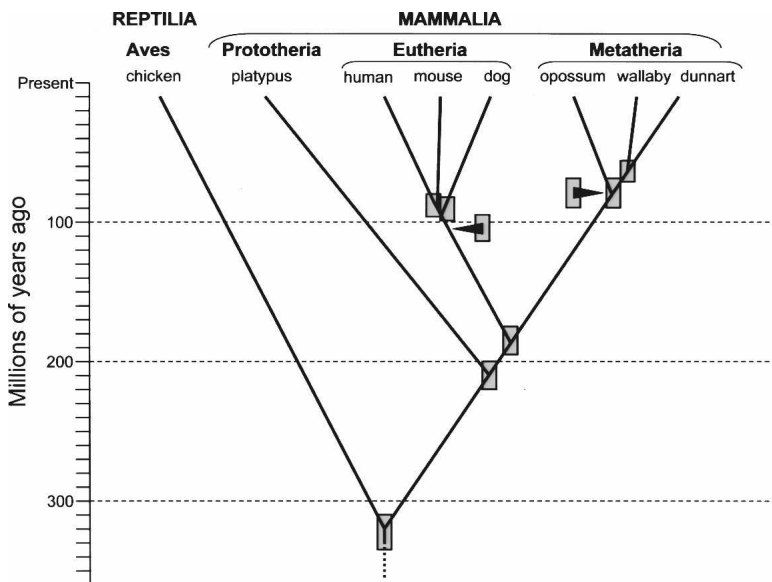 REPTILIA MAMMALIA
Aves Prototheria Eutheria Metatheria
chicken platypus human mouse dog opossum wallaby dunnart
Present
100
200
300
Millions of years ago